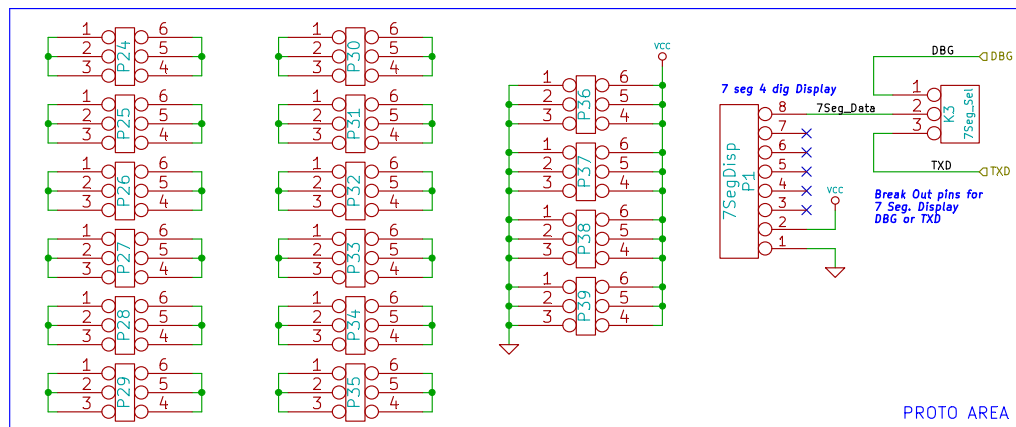 1 P24 6
2 5
3 4
1 P25 6
2 5
3 4
1 P26 6
2 5
3 4
1 P27 6
2 5
3 4
1 P28 6
2 5
3 4
1 P29 6
2 5
3 4
1 P30 6
2 5
3 4
1 P31 6
2 5
3 4
1 P32 6
2 5
3 4
1 P33 6
2 5
3 4
1 P34 6
2 5
3 4
1 P35 6
2 5
3 4
VCC
1 P36 6
2 5
3 4
1 P37 6
2 5
3 4
1 P38 6
2 5
3 4
1 P39 6
2 5
3 4
7 seg 4 dig Display
7SegDisp
P1
8
7
6
5
4
3
2
1
7Seg_Data
VCC
DBG
DBG
1
2
3
K3
7Seg_Sel
TXD
TXD
Break Out pins for
7 Seg. Display
DBG or TXD
PROTO AREA